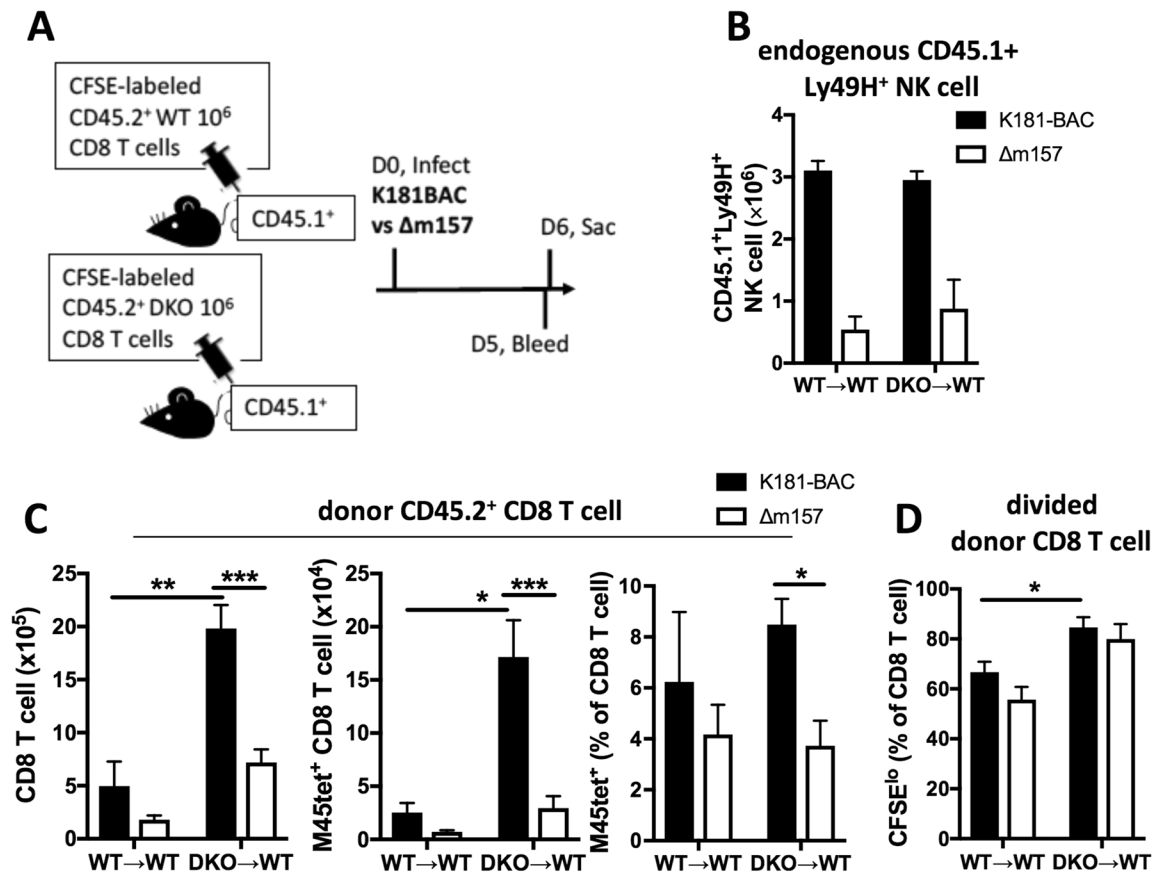 A
CFSE-labeled
CD45.2⁺ WT 10⁶
CD8 T cells
CD45.1⁺
CFSE-labeled
CD45.2⁺ DKO 10⁶
CD8 T cells
CD45.1⁺
D0, Infect
K181BAC
vs Δm157
D6, Sac
D5, Bleed
B
endogenous CD45.1+
Ly49H⁺ NK cell
K181-BAC
Δm157
CD45.1⁺Ly49H⁺
NK cell (×10⁶)
4
3
2
1
0
WT→WT DKO→WT
C
donor CD45.2⁺ CD8 T cell
K181-BAC
Δm157
CD8 T cell (x10⁵)
25
20
15
10
5
0
** ***
WT→WT DKO→WT
M45tet⁺ CD8 T cell (x10⁴)
25
20
15
10
5
0
* ***
WT→WT DKO→WT
M45tet⁺ (% of CD8 T cell)
10
8
6
4
2
0
*
WT→WT DKO→WT
D
divided
donor CD8 T cell
CFSEˡᵒ (% of CD8 T cell)
100
80
60
40
20
0
*
WT→WT DKO→WT